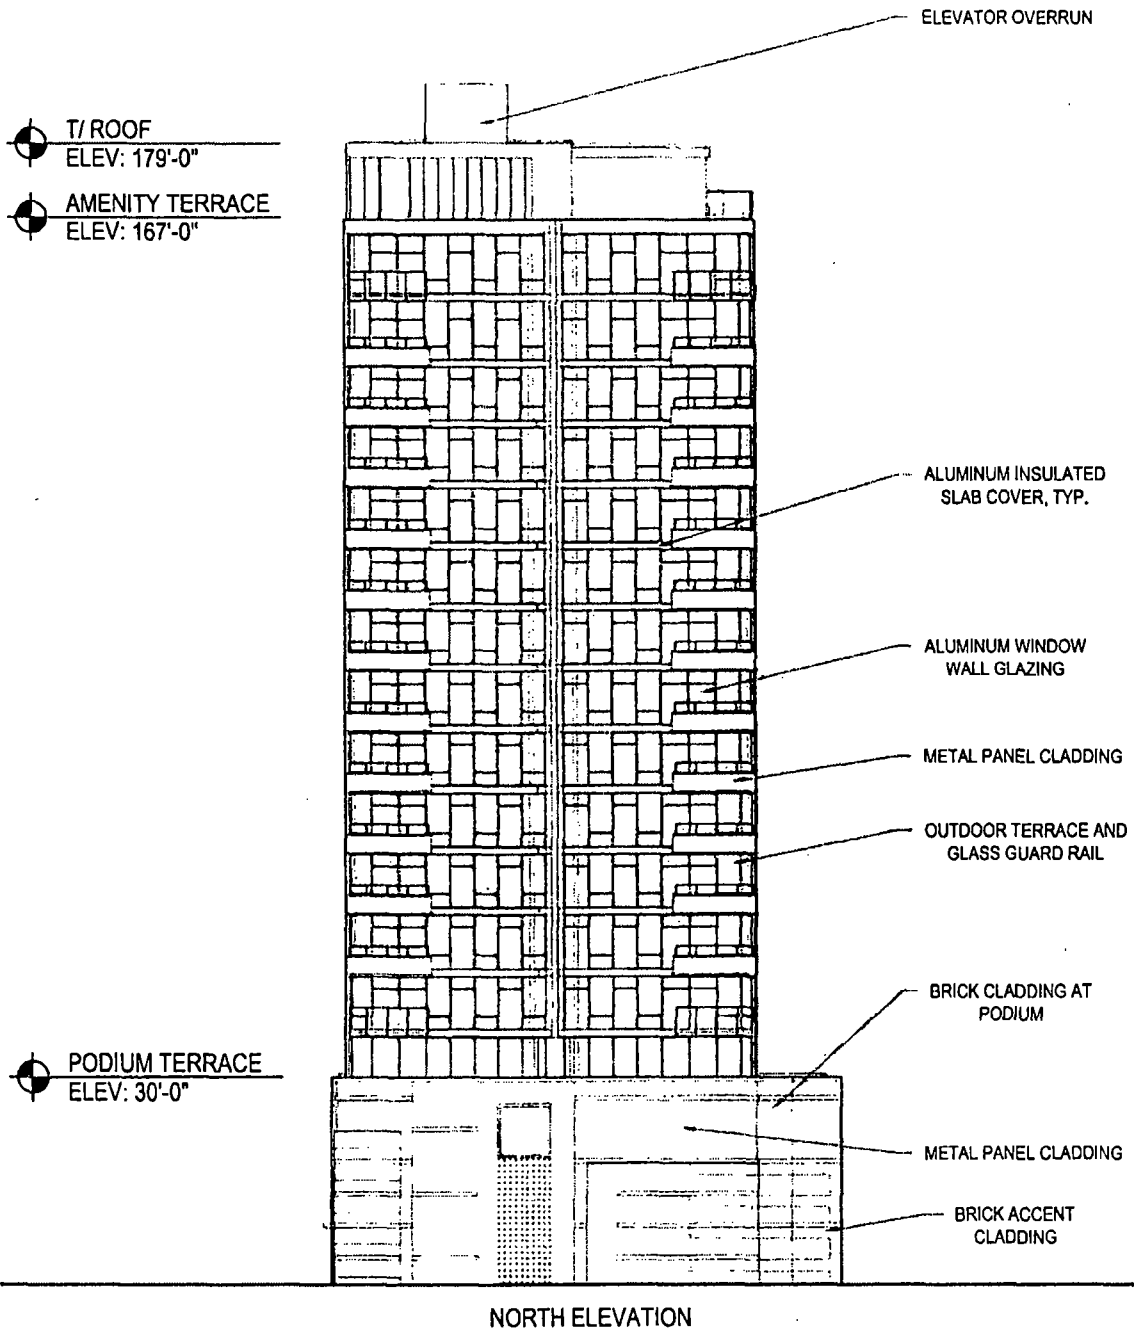 ELEVATOR OVERRUN
T/ ROOF
ELEV: 179'-0"
AMENITY TERRACE
ELEV: 167'-0"
ALUMINUM INSULATED
SLAB COVER, TYP.
ALUMINUM WINDOW
WALL GLAZING
METAL PANEL CLADDING
OUTDOOR TERRACE AND
GLASS GUARD RAIL
BRICK CLADDING AT
PODIUM
PODIUM TERRACE
ELEV: 30'-0"
METAL PANEL CLADDING
BRICK ACCENT
CLADDING
NORTH ELEVATION